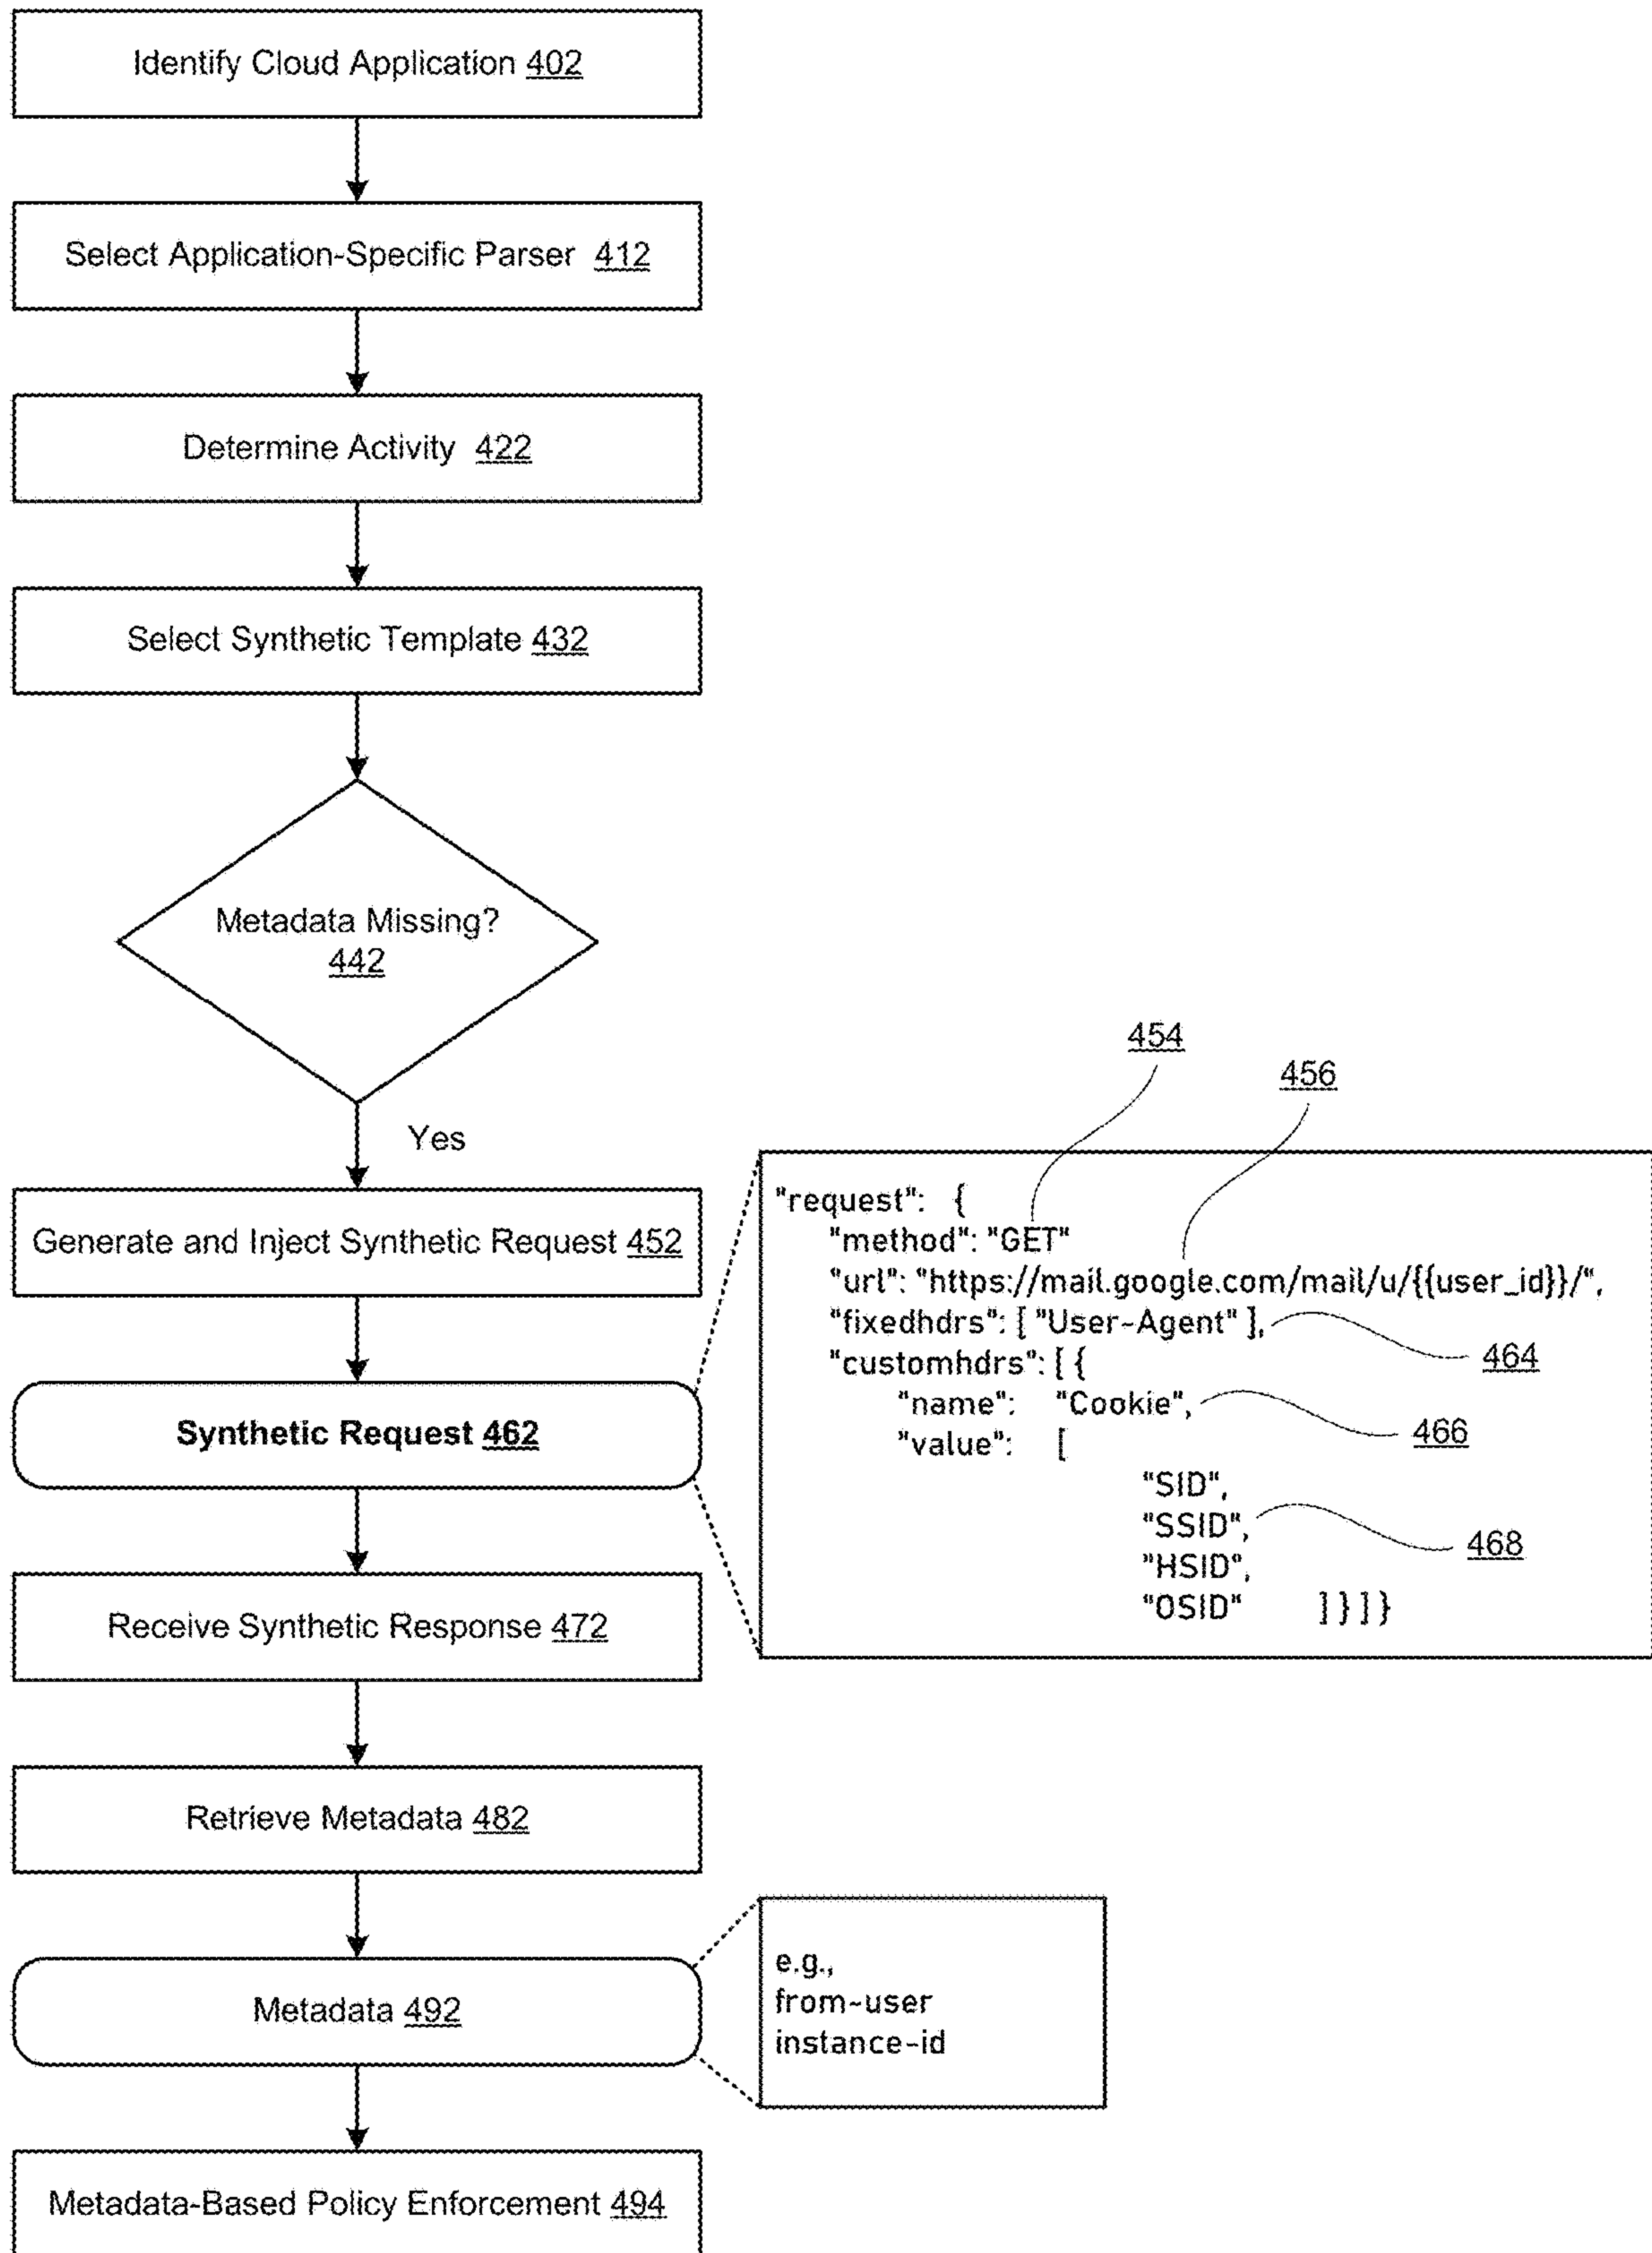 Identify Cloud Application 402
Select Application-Specific Parser 412
Determine Activity 422
Select Synthetic Template 432
Metadata Missing?
442
Yes
Generate and Inject Synthetic Request 452
Synthetic Request 462
454
456
"request": {
"method": "GET"
"url": "https://mail.google.com/mail/u/{{user_id}}/",
"fixedhdrs": [ "User-Agent" ],
464
"customhdrs": [ {
"name": "Cookie",
466
"value": [
"SID",
"SSID",
468
"HSID",
"OSID" ] } ] }
Receive Synthetic Response 472
Retrieve Metadata 482
Metadata 492
e.g.,
from-user
instance-id
Metadata-Based Policy Enforcement 494